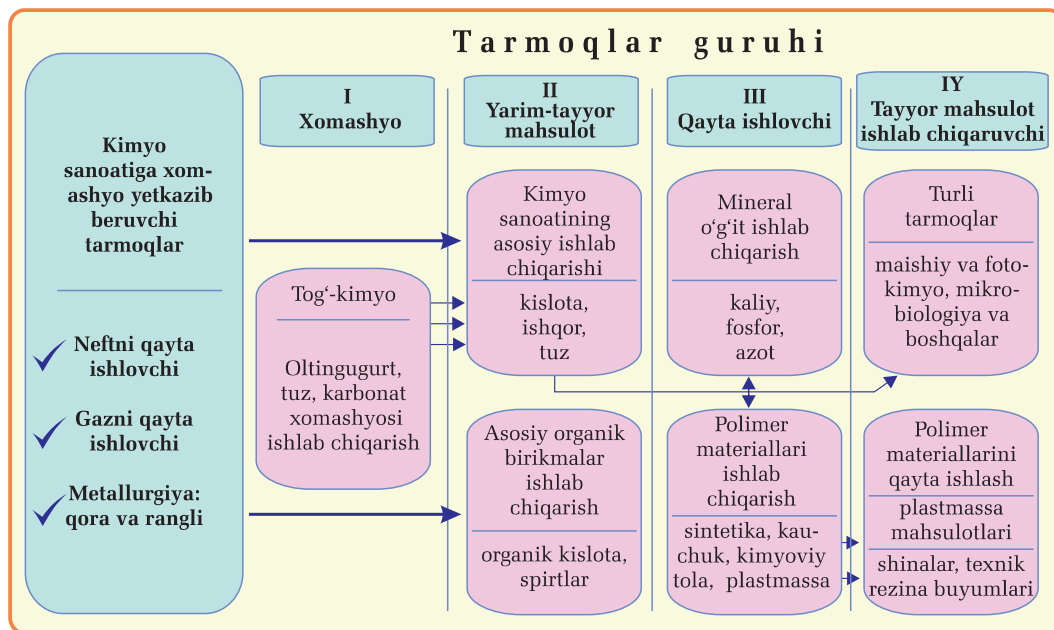 Tarmoqlar guruhi
Kimyo
sanoatiga xom-
ashyo yetkazib
beruvchi
tarmoqlar
Neftni qayta
ishlovchi
Gazni qayta
ishlovchi
Metallurgiya:
qora va rangli
I
Xomashyo
Tog‘-kimyo
Oltingugurt,
tuz, karbonat
xomashyosi
ishlab chiqarish
II
Yarim-tayyor
mahsulot
Kimyo
sanoatining
asosiy ishlab
chiqarishi
kislota,
ishqor,
tuz
Asosiy organik
birikmalar
ishlab
chiqarish
organik kislota,
spirtlar
III
Qayta ishlovchi
Mineral
o‘g‘it ishlab
chiqarish
kaliy,
fosfor,
azot
Polimer
materiallari
ishlab
chiqarish
sintetika, kau-
chuk, kimyoviy
tola, plastmassa
IY
Tayyor mahsulot
ishlab chiqaruvchi
Turli
tarmoqlar
maishiy va foto-
kimyo, mikro-
biologiya va
boshqalar
Polimer
materiallarini
qayta ishlash
plastmassa
mahsulotlari
shinalar, texnik
rezina buyumlari